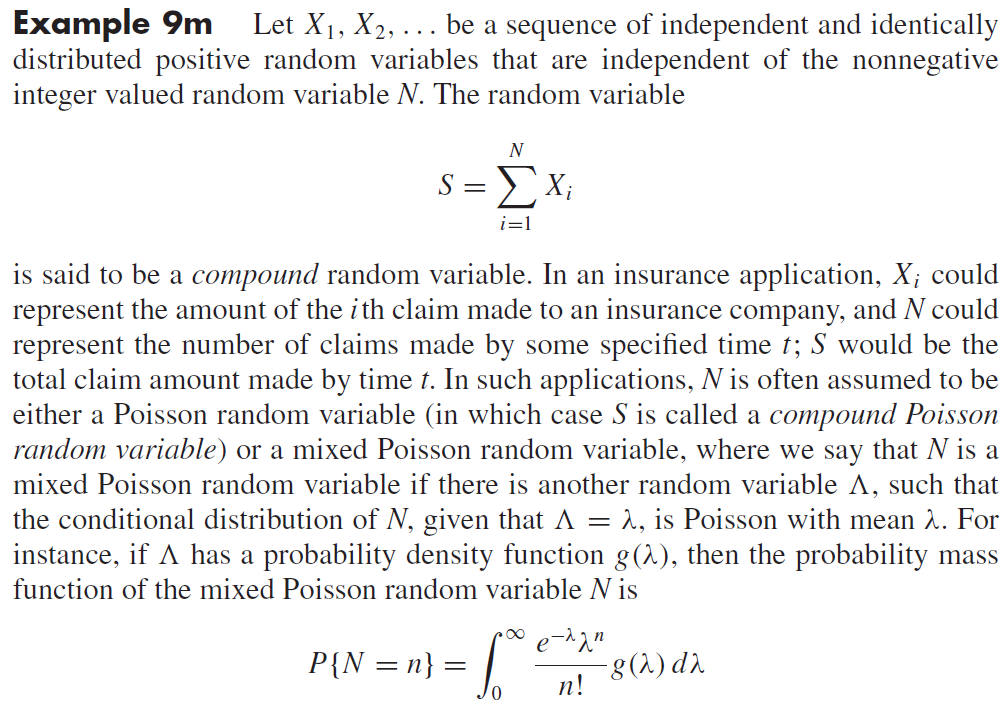 Example 9m Let X₁, X₂, ... be a sequence of independent and identically
distributed positive random variables that are independent of the nonnegative
integer valued random variable N. The random variable
S = ∑_{i=1}^{N} X_i
is said to be a compound random variable. In an insurance application, X_i could
represent the amount of the ith claim made to an insurance company, and N could
represent the number of claims made by some specified time t; S would be the
total claim amount made by time t. In such applications, N is often assumed to be
either a Poisson random variable (in which case S is called a compound Poisson
random variable) or a mixed Poisson random variable, where we say that N is a
mixed Poisson random variable if there is another random variable Λ, such that
the conditional distribution of N, given that Λ = λ, is Poisson with mean λ. For
instance, if Λ has a probability density function g(λ), then the probability mass
function of the mixed Poisson random variable N is
P{N = n} = ∫₀^∞ (e^{−λ}λⁿ / n!) g(λ) dλ